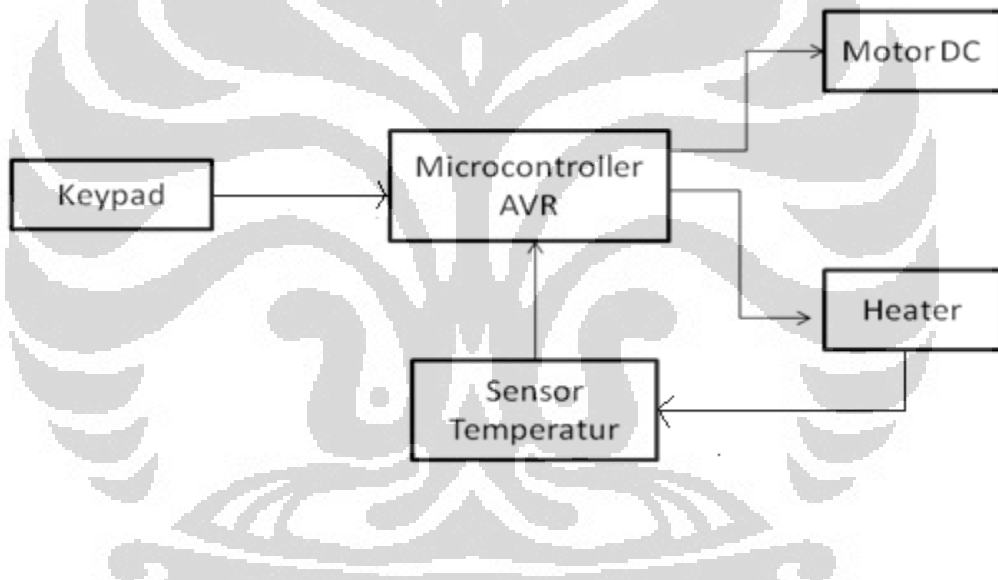 Motor DC
Keypad
Microcontroller
AVR
Heater
Sensor
Temperatur